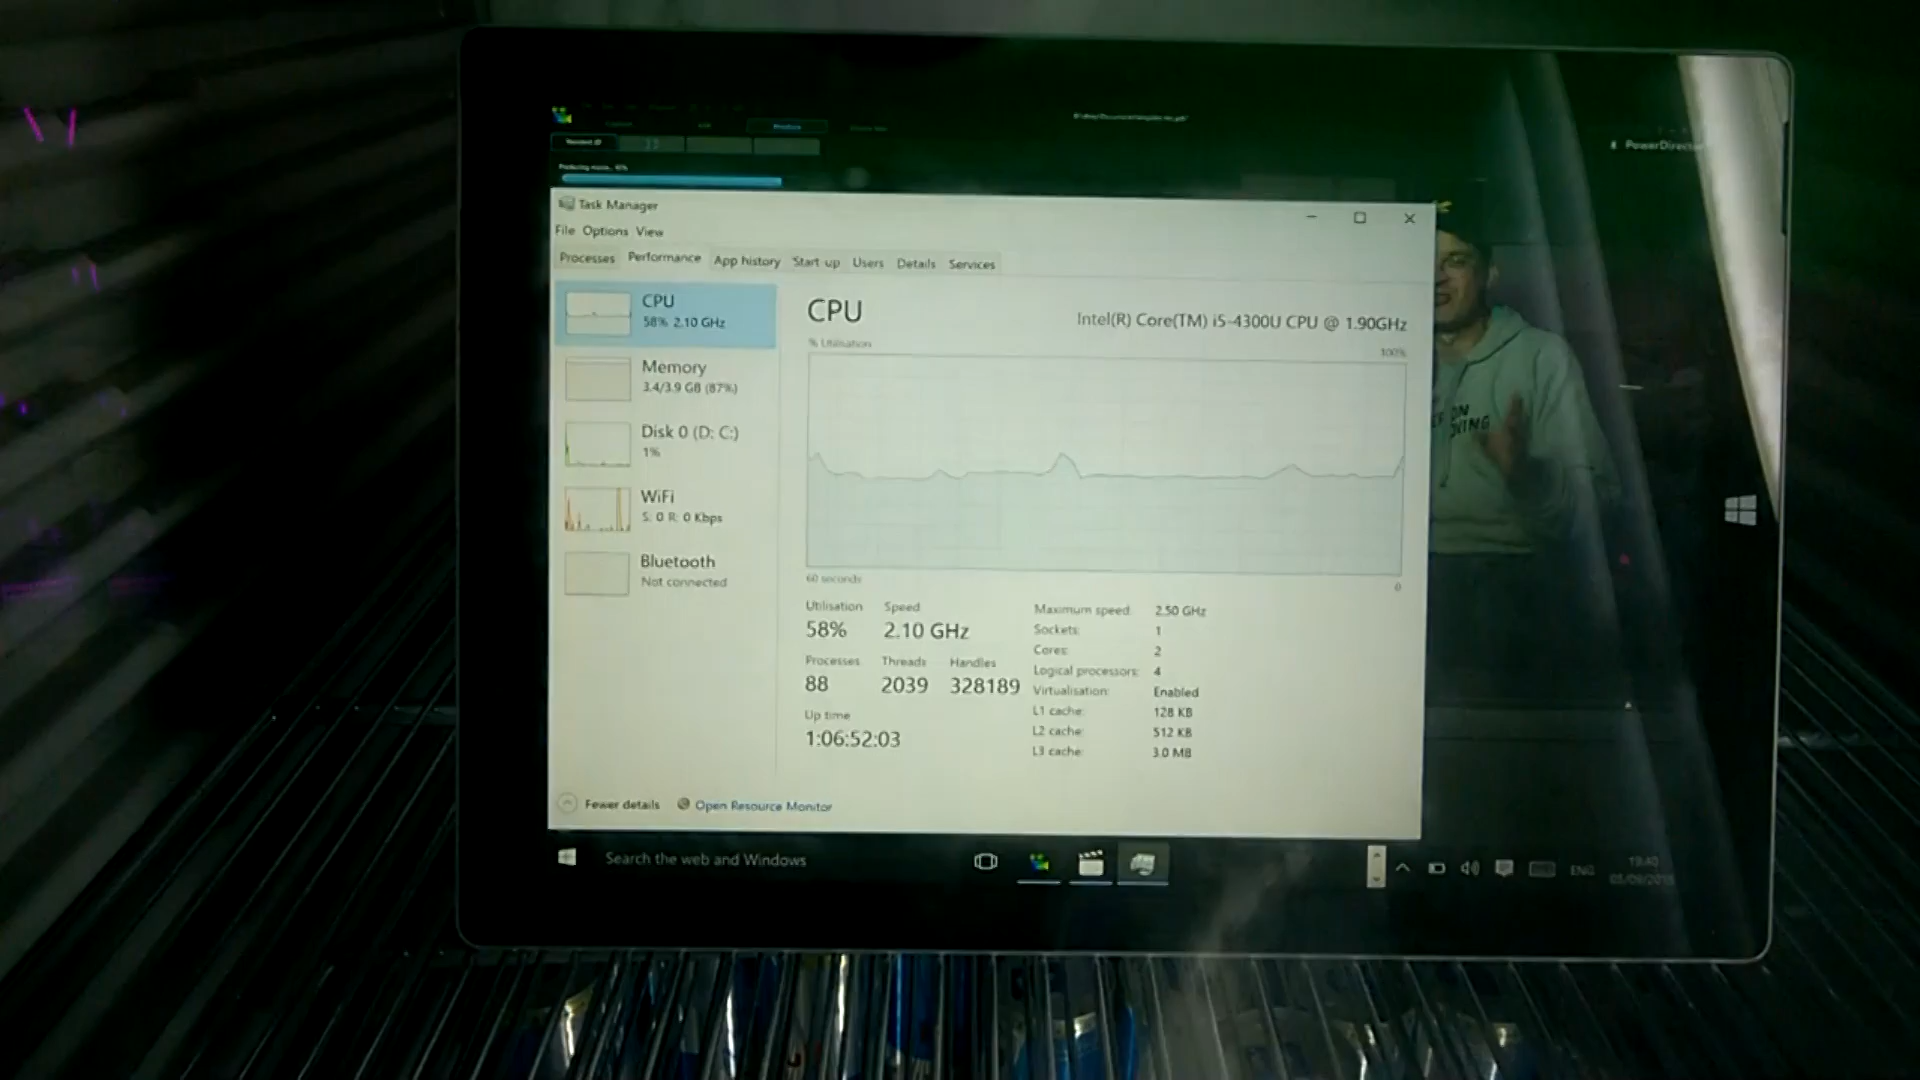 PowerDirector
Task Manager
File Options View
Processes Performance App history Start-up Users Details Services
CPU
58% 2.10 GHz
Memory
3.4/3.9 GB (87%)
Disk 0 (D: C:)
1%
WiFi
S: 0 R: 0 Kbps
Bluetooth
Not connected
CPU
Intel(R) Core(TM) i5-4300U CPU @ 1.90GHz
% Utilisation
100%
60 seconds
0
Utilisation Speed
58% 2.10 GHz
Processes Threads Handles
88 2039 328189
Up time
1:06:52:03
Maximum speed: 2.50 GHz
Sockets: 1
Cores: 2
Logical processors: 4
Virtualisation: Enabled
L1 cache: 128 KB
L2 cache: 512 KB
L3 cache: 3.0 MB
Fewer details Open Resource Monitor
Search the web and Windows
ENG
19:40